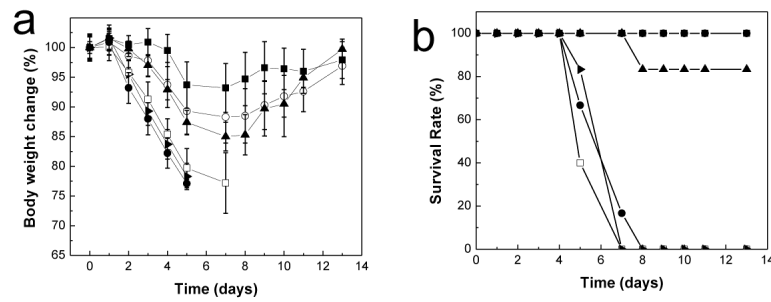 a
Body weight change (%)
105
100
95
90
85
80
75
70
65
0 2 4 6 8 10 12 14
Time (days)
b
Survival Rate (%)
100
80
60
40
20
0
0 2 4 6 8 10 12 14
Time (days)